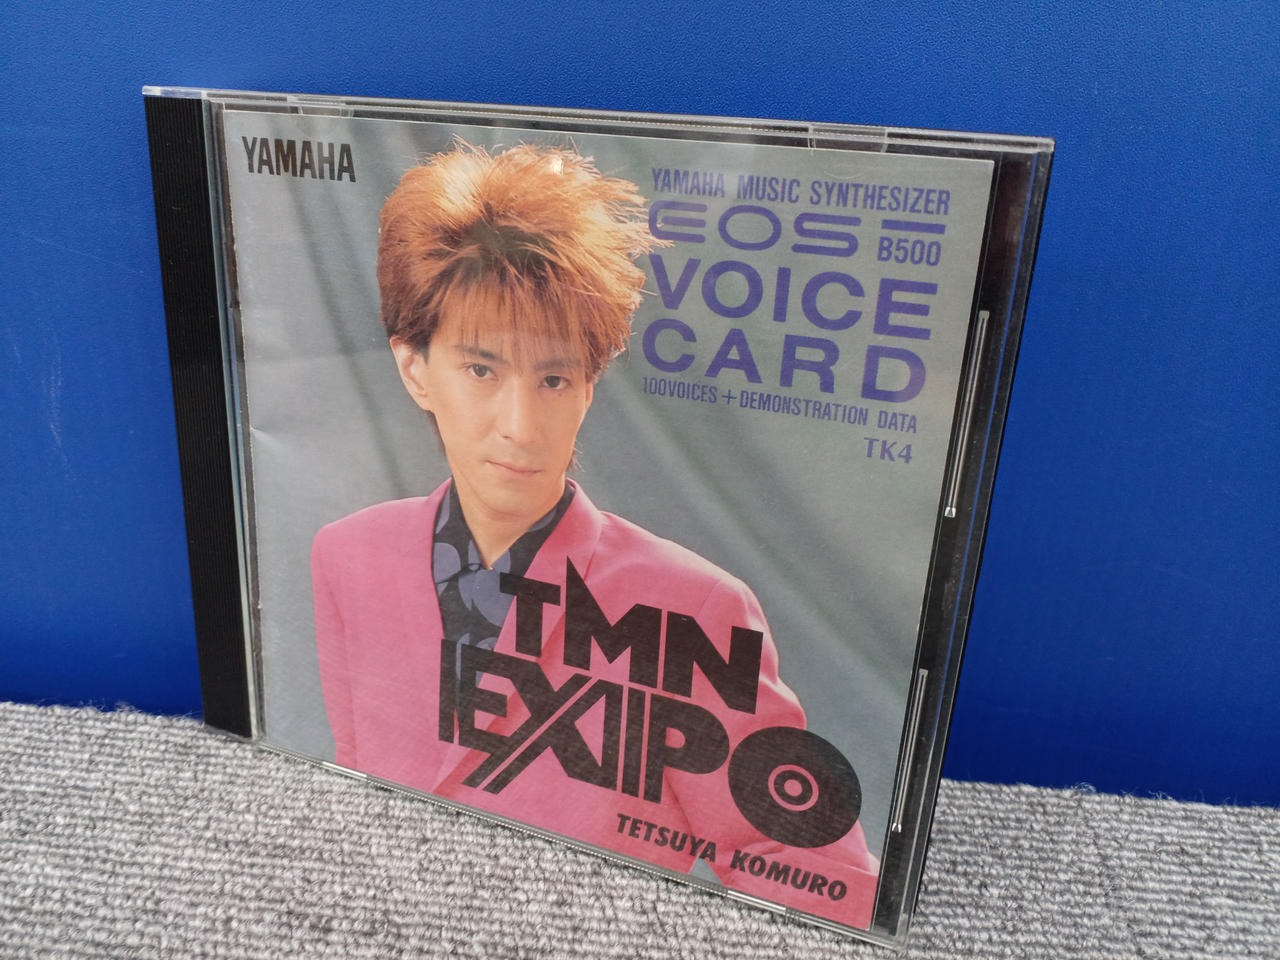 YAMAHA
YAMAHA MUSIC SYNTHESIZER
EOS
B500
VOICE
CARD
100VOICES+DEMONSTRATION DATA
TK4
TMN
EXPO
TETSUYA KOMURO